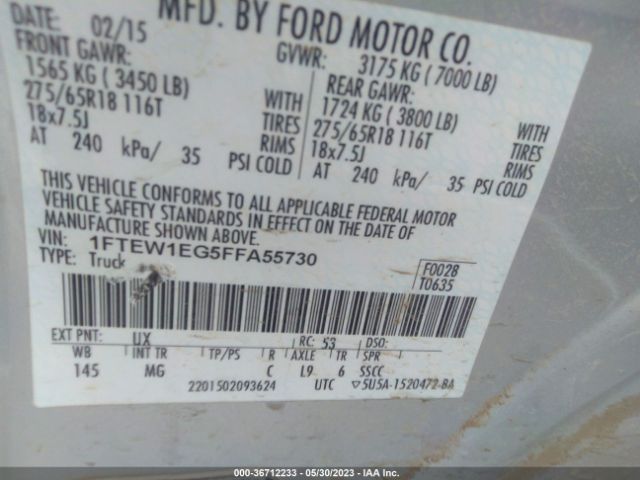 MFD. BY FORD MOTOR CO.
DATE: 02/15
GVWR: 3175 KG ( 7000 LB)
FRONT GAWR:
1565 KG ( 3450 LB)
WITH
275/65R18 116T
TIRES
18x7.5J
RIMS
AT 240 kPa/ 35 PSI COLD
REAR GAWR:
1724 KG ( 3800 LB)
WITH
275/65R18 116T
TIRES
18x7.5J
RIMS
AT 240 kPa/ 35 PSI COLD
THIS VEHICLE CONFORMS TO ALL APPLICABLE FEDERAL MOTOR
VEHICLE SAFETY STANDARDS IN EFFECT ON THE DATE OF
MANUFACTURE SHOWN ABOVE.
VIN: 1FTEW1EG5FFA55730
TYPE: Truck
F0028
T0635
EXT PNT: UX RC: 53 DSO:
WB INT TR TP/PS R AXLE TR SPR
145 MG C L9 6 SSCC
2201502093624 UTC ▽5U5A-1520472-BA
000-36712233 - 05/30/2023 - IAA Inc.